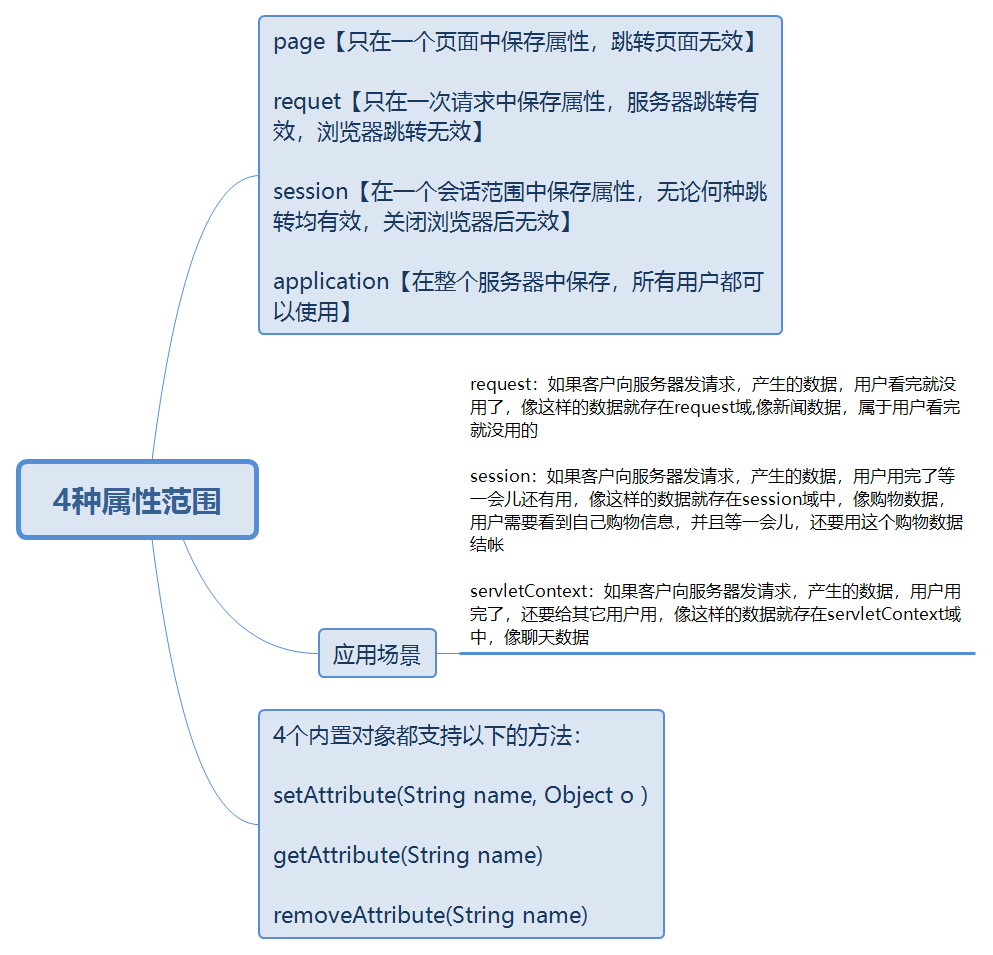 page【只在一个页面中保存属性，跳转页面无效】
requet【只在一次请求中保存属性，服务器跳转有
效，浏览器跳转无效】
session【在一个会话范围中保存属性，无论何种跳
转均有效，关闭浏览器后无效】
application【在整个服务器中保存，所有用户都可
以使用】
request：如果客户向服务器发请求，产生的数据，用户看完就没
用了，像这样的数据就存在request域,像新闻数据，属于用户看完
就没用的
session：如果客户向服务器发请求，产生的数据，用户用完了等
一会儿还有用，像这样的数据就存在session域中，像购物数据，
用户需要看到自己购物信息，并且等一会儿，还要用这个购物数据
结帐
servletContext：如果客户向服务器发请求，产生的数据，用户用
完了，还要给其它用户用，像这样的数据就存在servletContext域
中，像聊天数据
4种属性范围
应用场景
4个内置对象都支持以下的方法：
setAttribute(String name, Object o )
getAttribute(String name)
removeAttribute(String name)